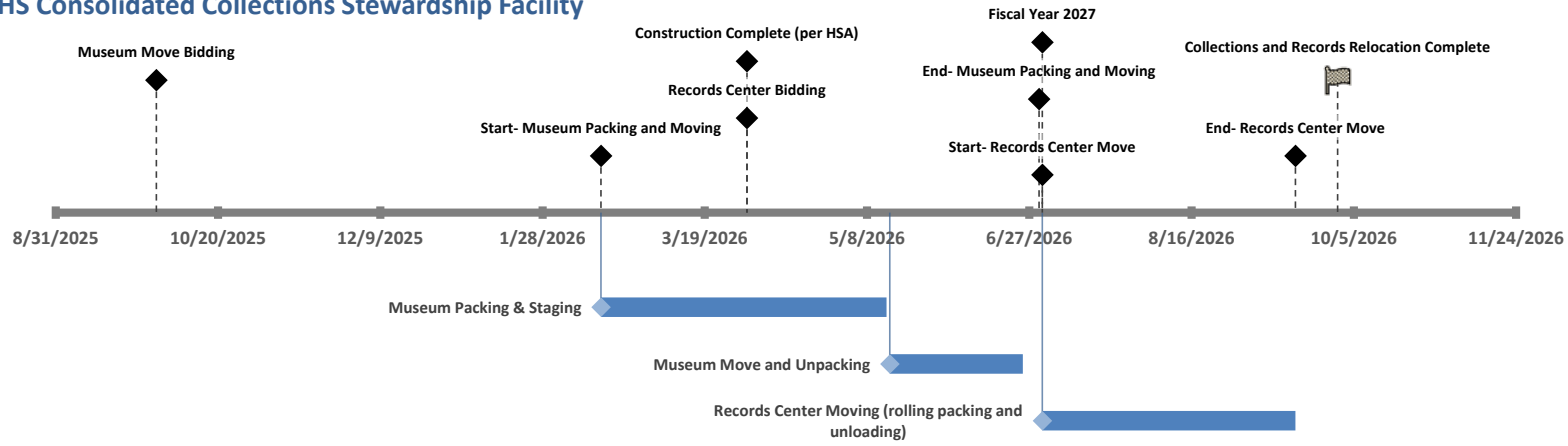 HS Consolidated Collections Stewardship Facility
Fiscal Year 2027
Museum Move Bidding
Construction Complete (per HSA)
Collections and Records Relocation Complete
End- Museum Packing and Moving
Records Center Bidding
Start- Museum Packing and Moving
End- Records Center Move
Start- Records Center Move
8/31/2025
10/20/2025
12/9/2025
1/28/2026
3/19/2026
5/8/2026
6/27/2026
8/16/2026
10/5/2026
11/24/2026
Museum Packing & Staging
Museum Move and Unpacking
Records Center Moving (rolling packing and
unloading)